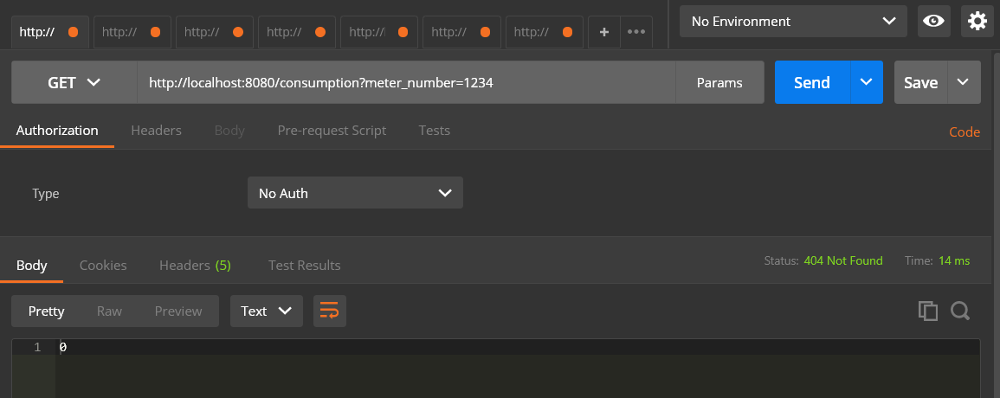 http:// http:// http:// http:// http:// http:// http:// + ••• No Environment
GET http://localhost:8080/consumption?meter_number=1234 Params Send Save
Authorization Headers Body Pre-request Script Tests Code
Type No Auth
Body Cookies Headers (5) Test Results Status: 404 Not Found Time: 14 ms
Pretty Raw Preview Text
1 0